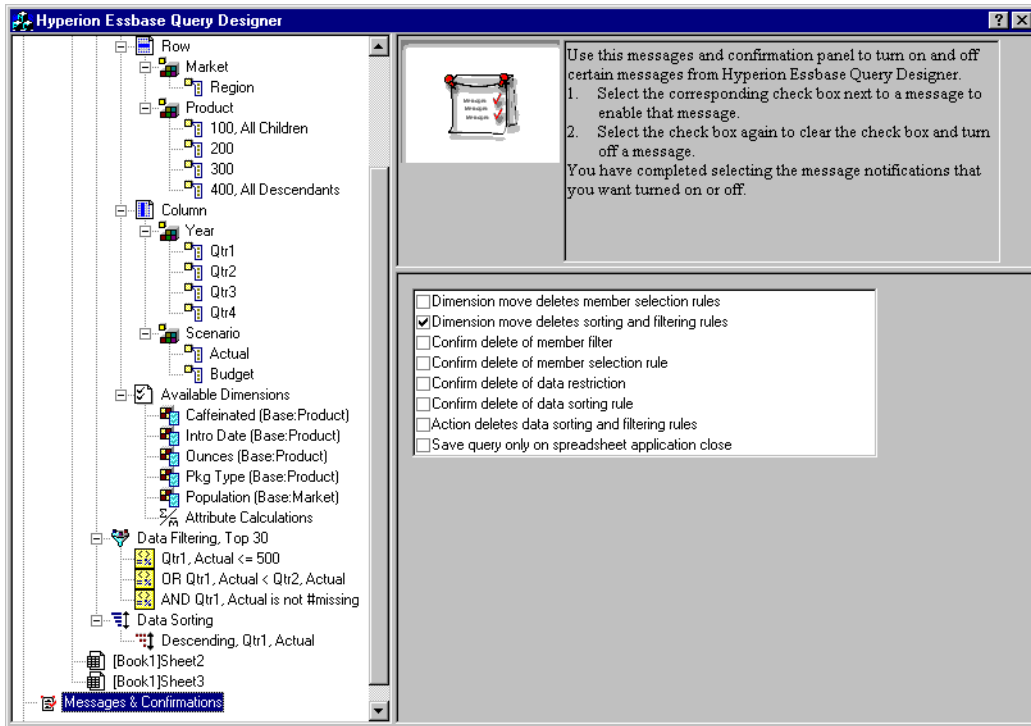 Hyperion Essbase Query Designer
Row
Market
Region
Product
100, All Children
200
300
400, All Descendants
Column
Year
Qtr1
Qtr2
Qtr3
Qtr4
Scenario
Actual
Budget
Available Dimensions
Caffeinated (Base:Product)
Intro Date (Base:Product)
Ounces (Base:Product)
Pkg Type (Base:Product)
Population (Base:Market)
Attribute Calculations
Data Filtering, Top 30
Qtr1, Actual <= 500
OR Qtr1, Actual < Qtr2, Actual
AND Qtr1, Actual is not #missing
Data Sorting
Descending, Qtr1, Actual
[Book1]Sheet2
[Book1]Sheet3
Messages & Confirmations
Messages
Messages
Messages
Use this messages and confirmation panel to turn on and off
certain messages from Hyperion Essbase Query Designer.
1. Select the corresponding check box next to a message to
enable that message.
2. Select the check box again to clear the check box and turn
off a message.
You have completed selecting the message notifications that
you want turned on or off.
Dimension move deletes member selection rules
Dimension move deletes sorting and filtering rules
Confirm delete of member filter
Confirm delete of member selection rule
Confirm delete of data restriction
Confirm delete of data sorting rule
Action deletes data sorting and filtering rules
Save query only on spreadsheet application close